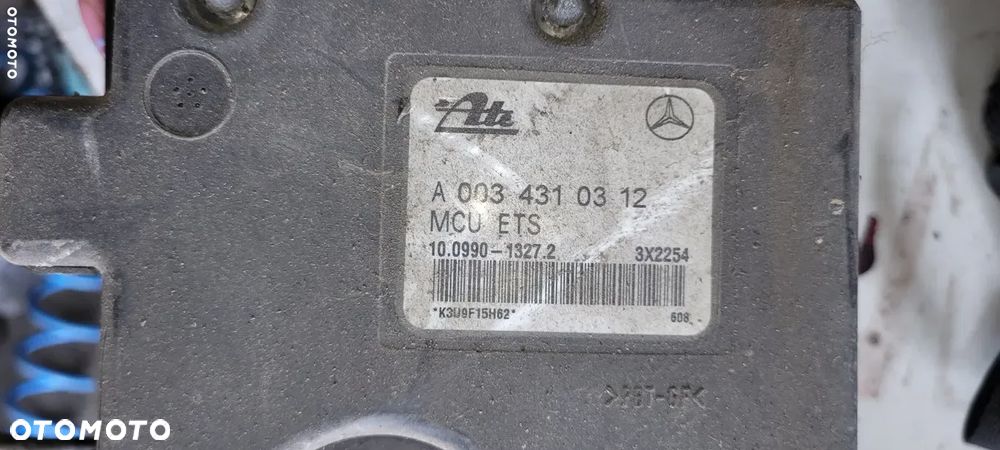 OTOMOTO
Ate
A 003 431 03 12
MCU ETS
10.0990-1327.2 3X2254
*K3U9F15H62* 608
>PBT-GF<
OTOMOTO